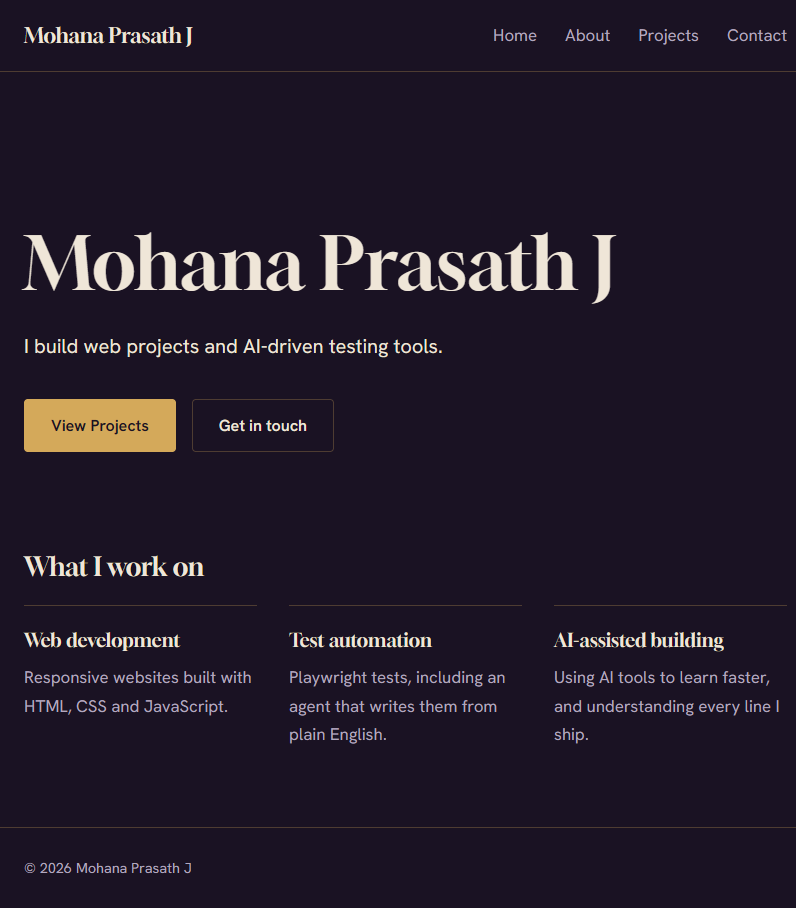 Mohana Prasath J
Home About Projects Contact
Mohana Prasath J
I build web projects and AI-driven testing tools.
View Projects
Get in touch
What I work on
Web development
Responsive websites built with
HTML, CSS and JavaScript.
Test automation
Playwright tests, including an
agent that writes them from
plain English.
AI-assisted building
Using AI tools to learn faster,
and understanding every line I
ship.
© 2026 Mohana Prasath J